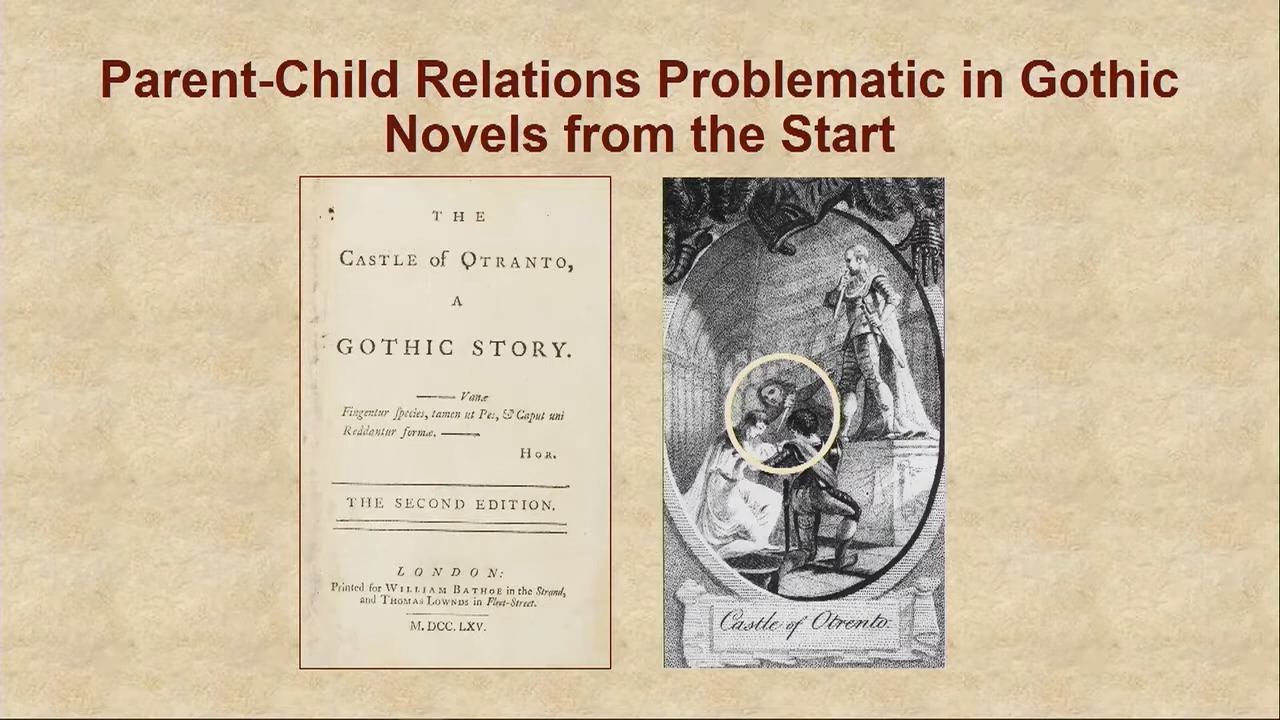 Parent-Child Relations Problematic in Gothic
Novels from the Start
THE
CASTLE of OTRANTO,
A
GOTHIC STORY.
—— Vanæ
Fingentur ſpecies, tamen ut Pes, & Caput uni
Reddantur formæ. ——
HOR.
THE SECOND EDITION.
LONDON:
Printed for WILLIAM BATHOE in the Strand,
and THOMAS LOWNDS in Fleet-Street.
M.DCC.LXV.
Castle of Otrento.